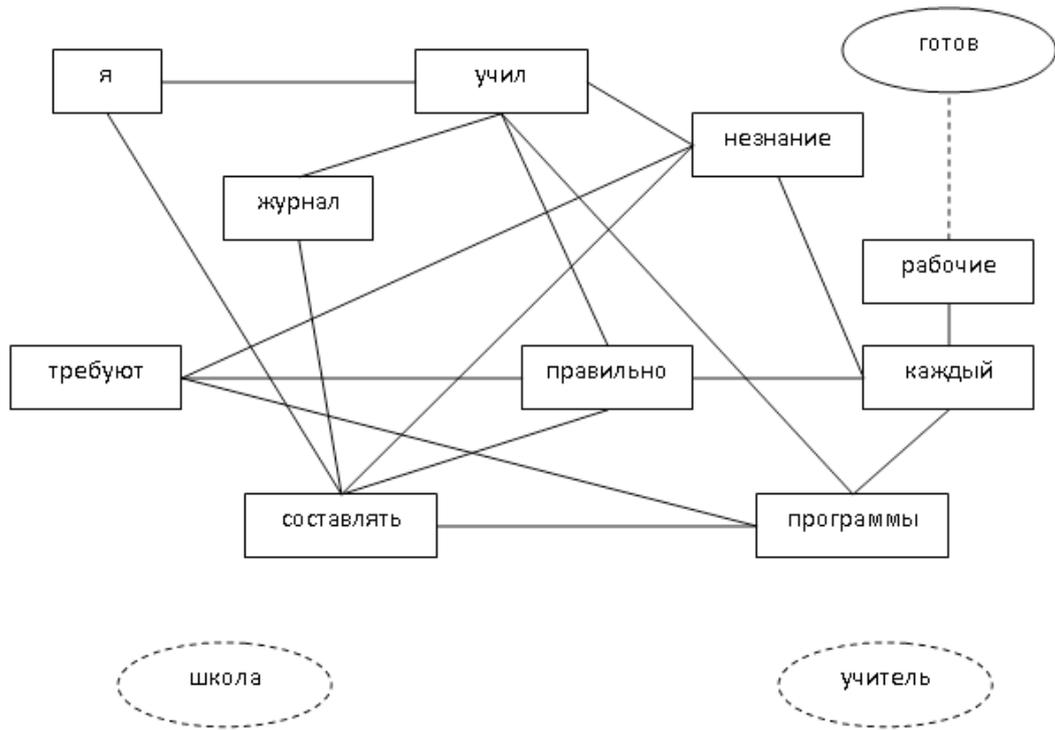 готов
я
учил
незнание
журнал
рабочие
требуют
правильно
каждый
составлять
программы
школа
учитель